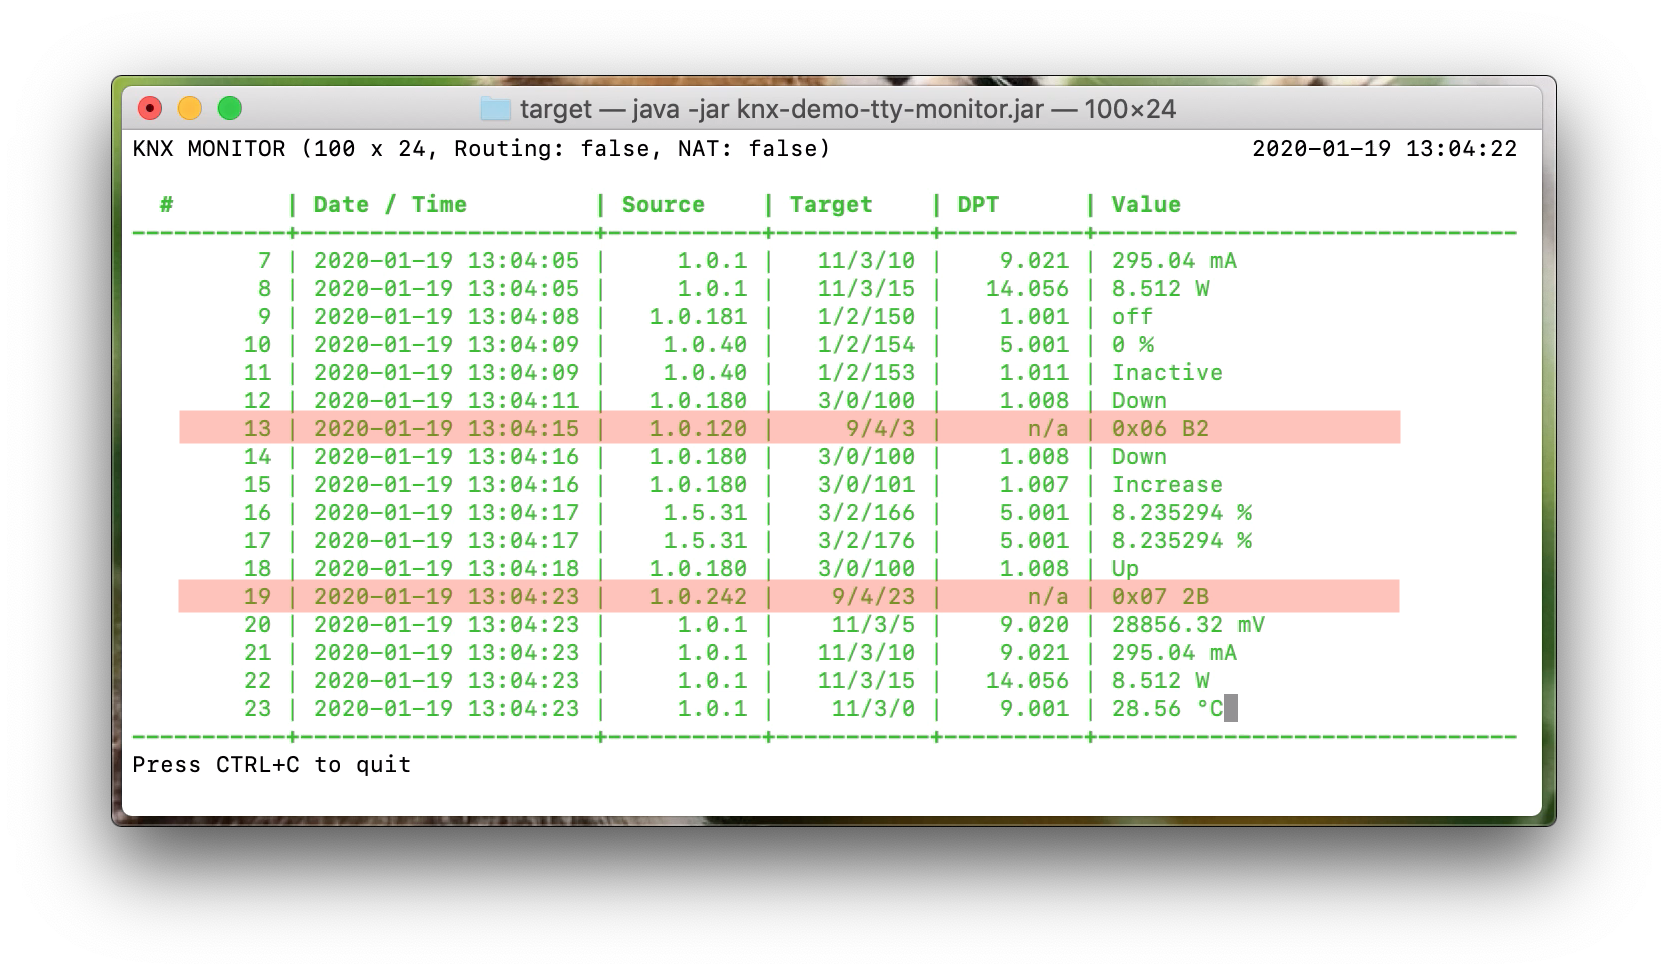 target — java -jar knx-demo-tty-monitor.jar — 100×24
KNX MONITOR (100 x 24, Routing: false, NAT: false) 2020-01-19 13:04:22
# | Date / Time | Source | Target | DPT | Value
-----------+---------------------+-----------+-----------+----------+------------------------------
7 | 2020-01-19 13:04:05 | 1.0.1 | 11/3/10 | 9.021 | 295.04 mA
8 | 2020-01-19 13:04:05 | 1.0.1 | 11/3/15 | 14.056 | 8.512 W
9 | 2020-01-19 13:04:08 | 1.0.181 | 1/2/150 | 1.001 | off
10 | 2020-01-19 13:04:09 | 1.0.40 | 1/2/154 | 5.001 | 0 %
11 | 2020-01-19 13:04:09 | 1.0.40 | 1/2/153 | 1.011 | Inactive
12 | 2020-01-19 13:04:11 | 1.0.180 | 3/0/100 | 1.008 | Down
13 | 2020-01-19 13:04:15 | 1.0.120 | 9/4/3 | n/a | 0x06 B2
14 | 2020-01-19 13:04:16 | 1.0.180 | 3/0/100 | 1.008 | Down
15 | 2020-01-19 13:04:16 | 1.0.180 | 3/0/101 | 1.007 | Increase
16 | 2020-01-19 13:04:17 | 1.5.31 | 3/2/166 | 5.001 | 8.235294 %
17 | 2020-01-19 13:04:17 | 1.5.31 | 3/2/176 | 5.001 | 8.235294 %
18 | 2020-01-19 13:04:18 | 1.0.180 | 3/0/100 | 1.008 | Up
19 | 2020-01-19 13:04:23 | 1.0.242 | 9/4/23 | n/a | 0x07 2B
20 | 2020-01-19 13:04:23 | 1.0.1 | 11/3/5 | 9.020 | 28856.32 mV
21 | 2020-01-19 13:04:23 | 1.0.1 | 11/3/10 | 9.021 | 295.04 mA
22 | 2020-01-19 13:04:23 | 1.0.1 | 11/3/15 | 14.056 | 8.512 W
23 | 2020-01-19 13:04:23 | 1.0.1 | 11/3/0 | 9.001 | 28.56 °C
-----------+---------------------+-----------+-----------+----------+------------------------------
Press CTRL+C to quit